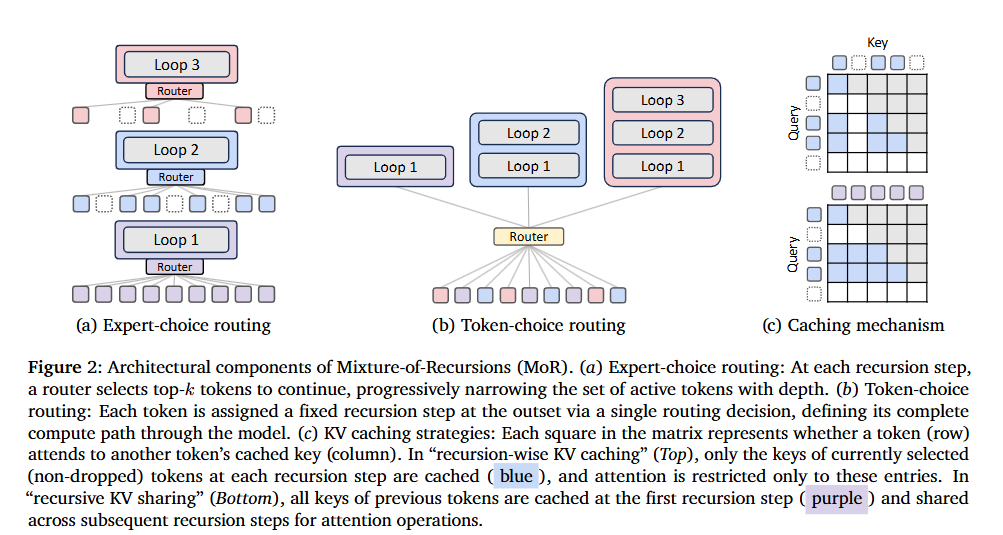 Loop 3
Router
Loop 2
Router
Loop 1
Router
(a) Expert-choice routing
Loop 1
Loop 2
Loop 1
Loop 3
Loop 2
Loop 1
Router
(b) Token-choice routing
Key
Query
Query
(c) Caching mechanism
Figure 2: Architectural components of Mixture-of-Recursions (MoR). (a) Expert-choice routing: At each recursion step,
a router selects top-k tokens to continue, progressively narrowing the set of active tokens with depth. (b) Token-choice
routing: Each token is assigned a fixed recursion step at the outset via a single routing decision, defining its complete
compute path through the model. (c) KV caching strategies: Each square in the matrix represents whether a token (row)
attends to another token’s cached key (column). In “recursion-wise KV caching” (Top), only the keys of currently selected
(non-dropped) tokens at each recursion step are cached ( blue ), and attention is restricted only to these entries. In
“recursive KV sharing” (Bottom), all keys of previous tokens are cached at the first recursion step ( purple ) and shared
across subsequent recursion steps for attention operations.